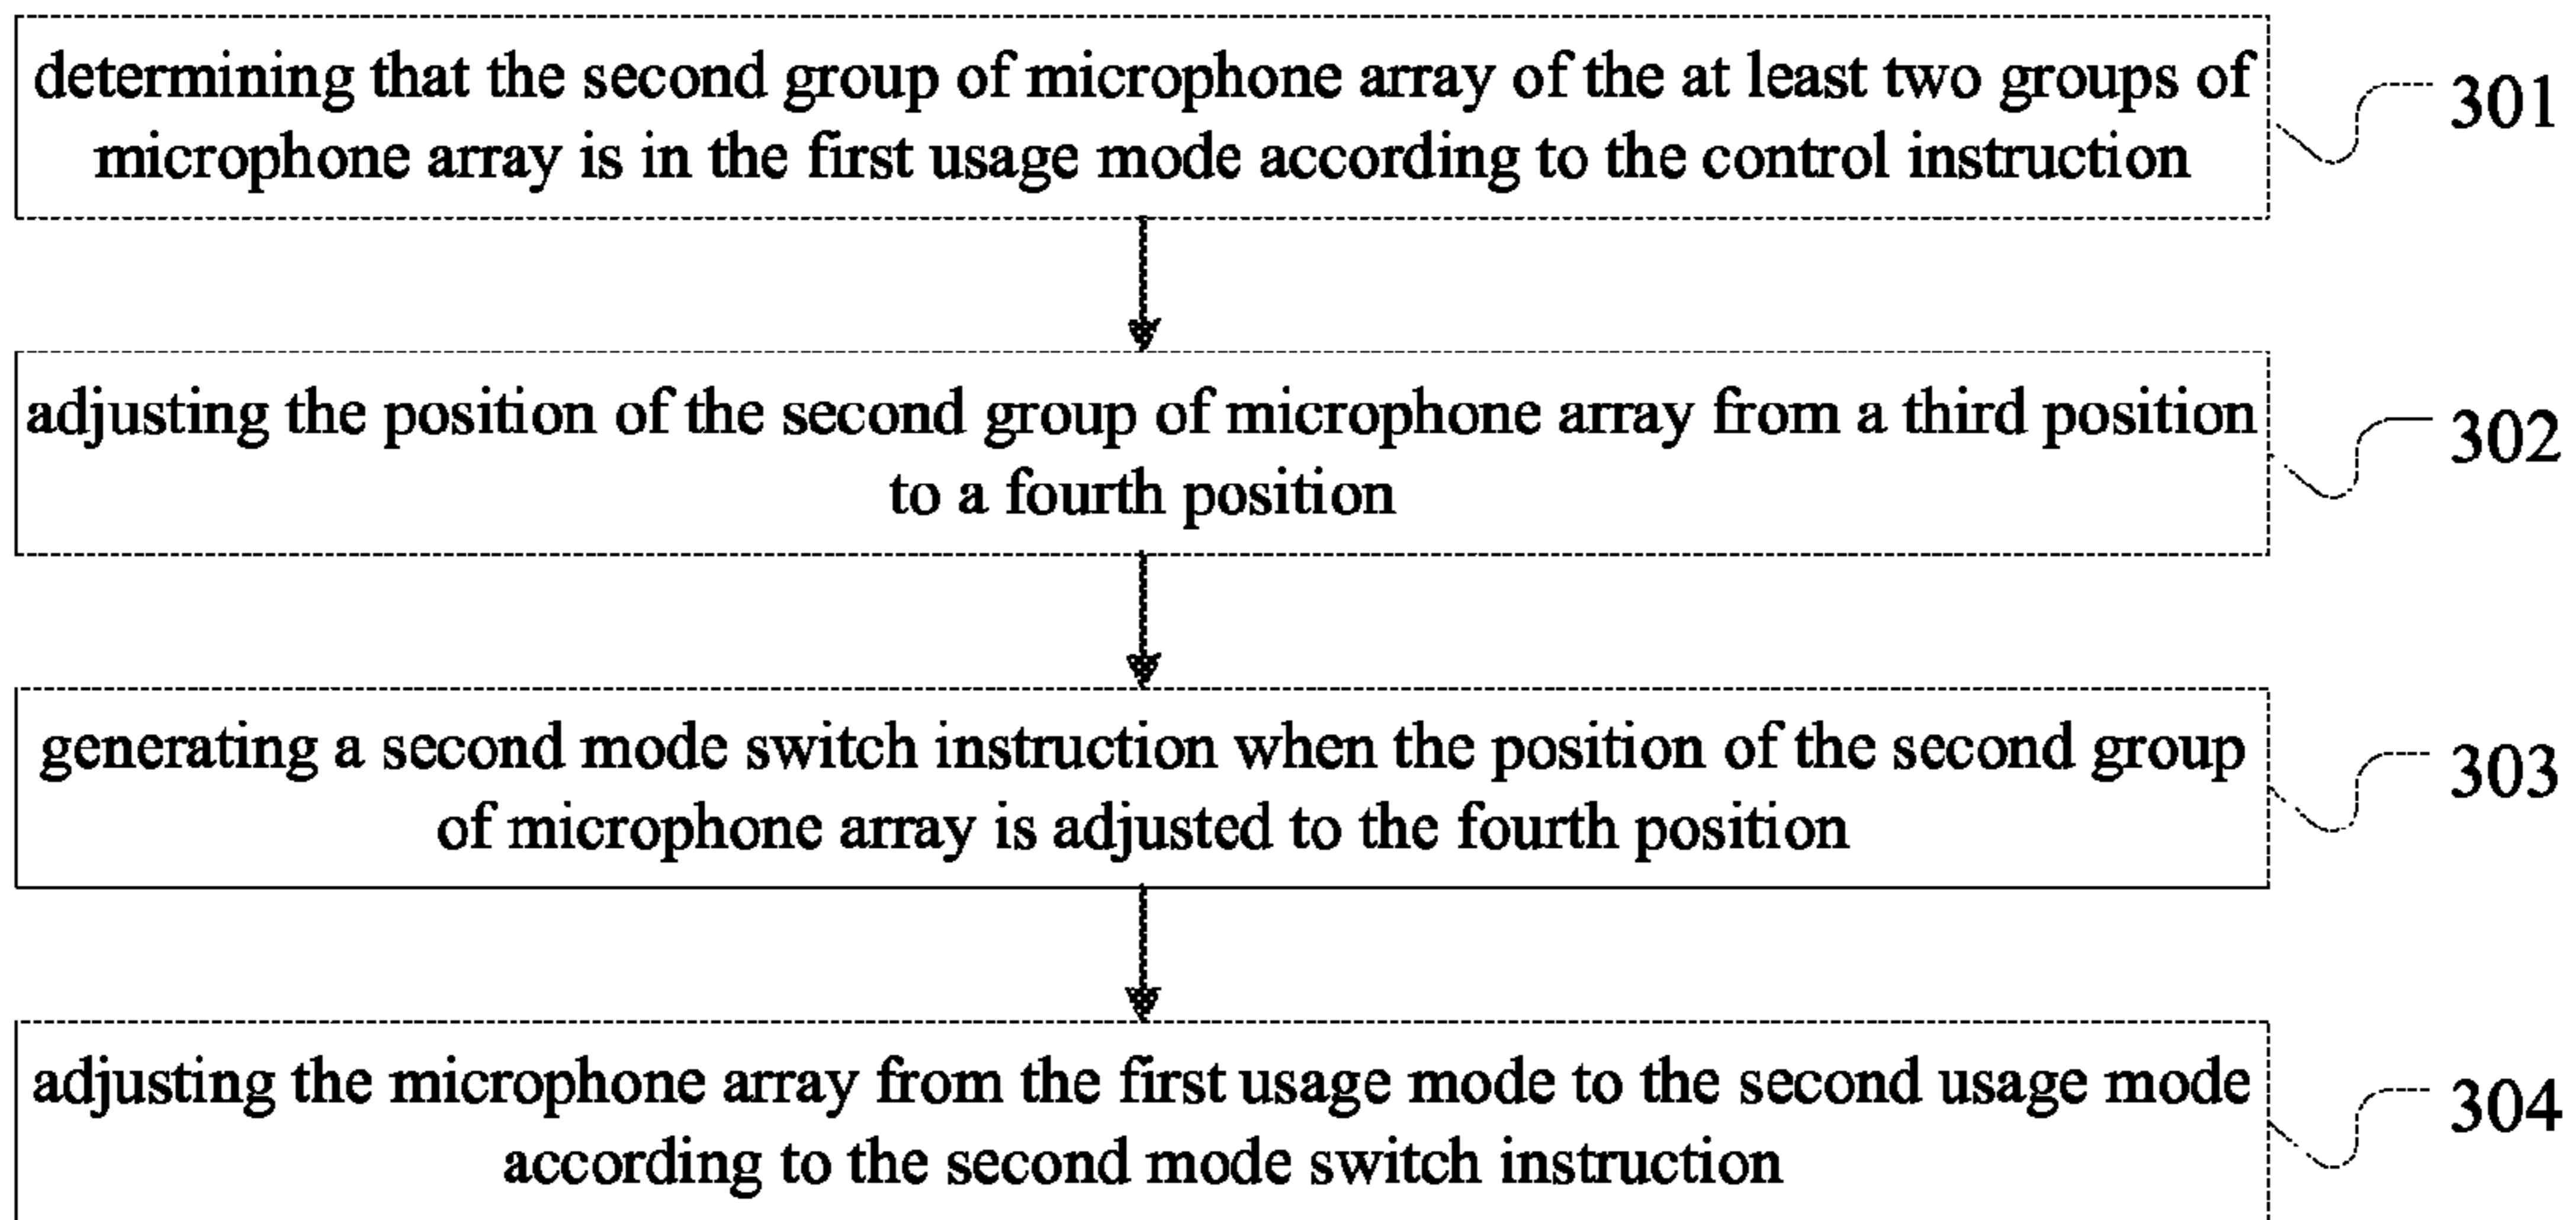 determining that the second group of microphone array of the at least two groups of
microphone array is in the first usage mode according to the control instruction
301
adjusting the position of the second group of microphone array from a third position
to a fourth position
302
generating a second mode switch instruction when the position of the second group
of microphone array is adjusted to the fourth position
303
adjusting the microphone array from the first usage mode to the second usage mode
according to the second mode switch instruction
304